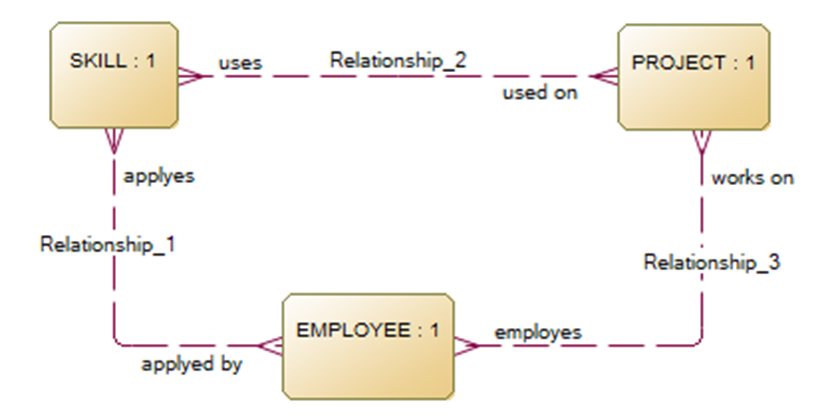 SKILL : 1
uses
Relationship_2
used on
PROJECT : 1
applyes
works on
Relationship_1
Relationship_3
EMPLOYEE : 1
employes
applyed by